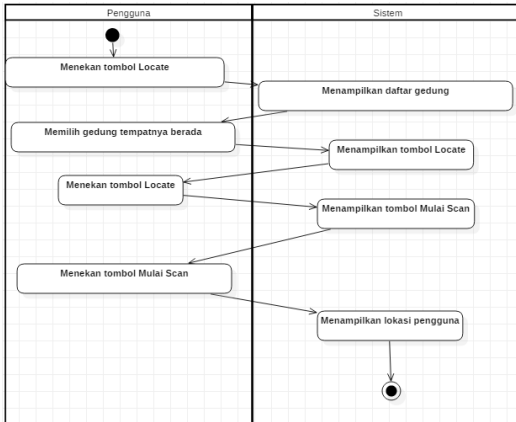 Pengguna
Sistem
Menekan tombol Locate
Menampilkan daftar gedung
Memilih gedung tempatnya berada
Menampilkan tombol Locate
Menekan tombol Locate
Menampilkan tombol Mulai Scan
Menekan tombol Mulai Scan
Menampilkan lokasi pengguna